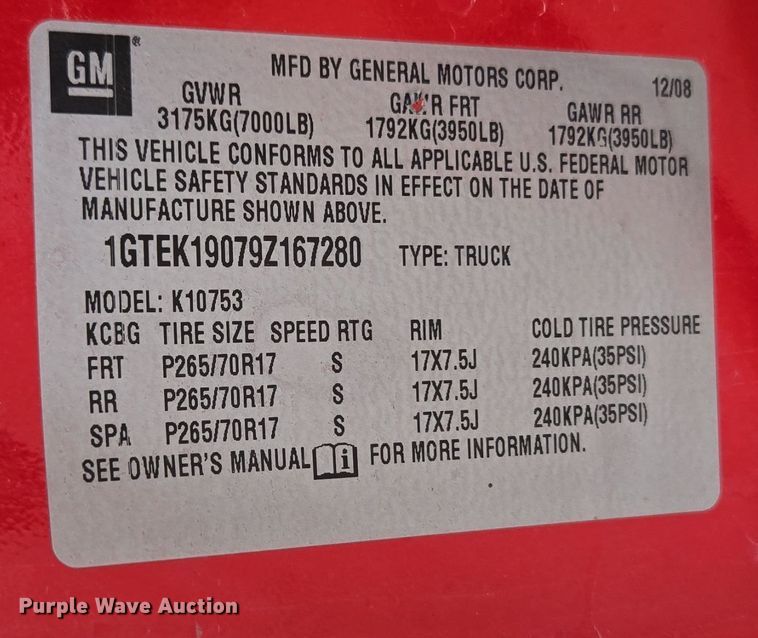 GM®
MFD BY GENERAL MOTORS CORP. 12/08
GVWR GAWR FRT GAWR RR
3175KG(7000LB) 1792KG(3950LB) 1792KG(3950LB)
THIS VEHICLE CONFORMS TO ALL APPLICABLE U.S. FEDERAL MOTOR
VEHICLE SAFETY STANDARDS IN EFFECT ON THE DATE OF
MANUFACTURE SHOWN ABOVE.
1GTEK19079Z167280 TYPE: TRUCK
MODEL: K10753
KCBG TIRE SIZE SPEED RTG RIM COLD TIRE PRESSURE
FRT P265/70R17 S 17X7.5J 240KPA(35PSI)
RR P265/70R17 S 17X7.5J 240KPA(35PSI)
SPA P265/70R17 S 17X7.5J 240KPA(35PSI)
SEE OWNER'S MANUAL i FOR MORE INFORMATION.
Purple Wave Auction